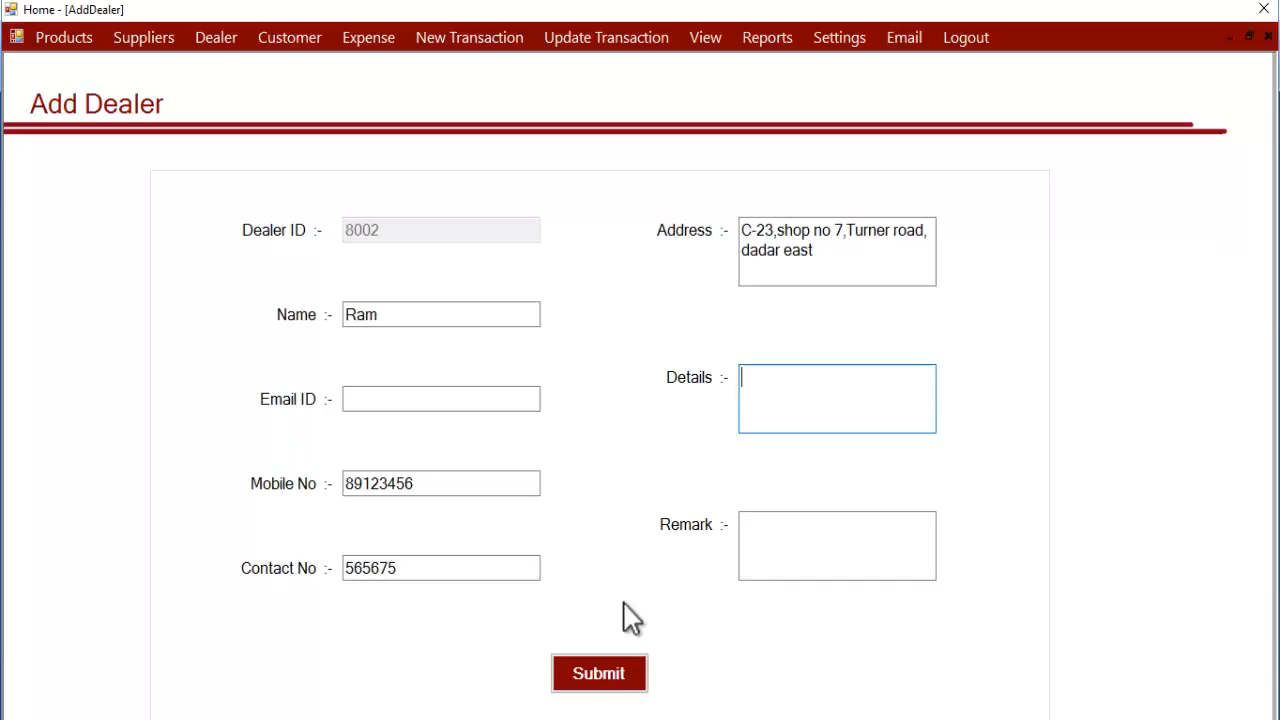 Home - [AddDealer]
Products Suppliers Dealer Customer Expense New Transaction Update Transaction View Reports Settings Email Logout
Add Dealer
Dealer ID :- 8002
Name :- Ram
Email ID :-
Mobile No :- 89123456
Contact No :- 565675
Address :- C-23,shop no 7,Turner road,
dadar east
Details :-
Remark :-
Submit